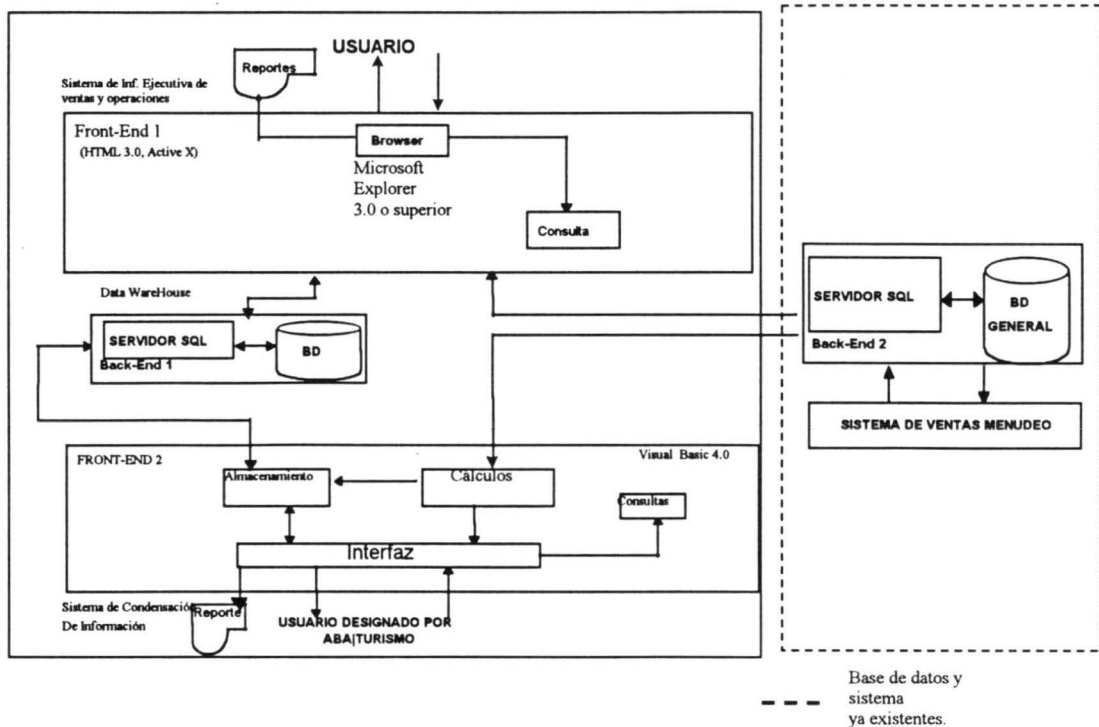 USUARIO
Reportes
Sistema de Inf. Ejecutiva de
ventas y operaciones
Front-End 1
(HTML 3.0, Active X)
Browser
Microsoft
Explorer
3.0 o superior
Consulta
Data WareHouse
SERVIDOR SQL
Back-End 1
BD
SERVIDOR SQL
Back-End 2
BD
GENERAL
SISTEMA DE VENTAS MENUDEO
FRONT-END 2
Visual Basic 4.0
Almacenamiento
Cálculos
Consultas
Interfaz
Sistema de Condensación
De Información
Reporte
USUARIO DESIGNADO POR
ABA|TURISMO
Base de datos y
sistema
ya existentes.